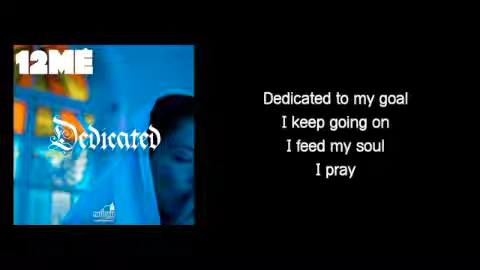 12MÉ
Dedicated
Dedicated to my goal
I keep going on
I feed my soul
I pray